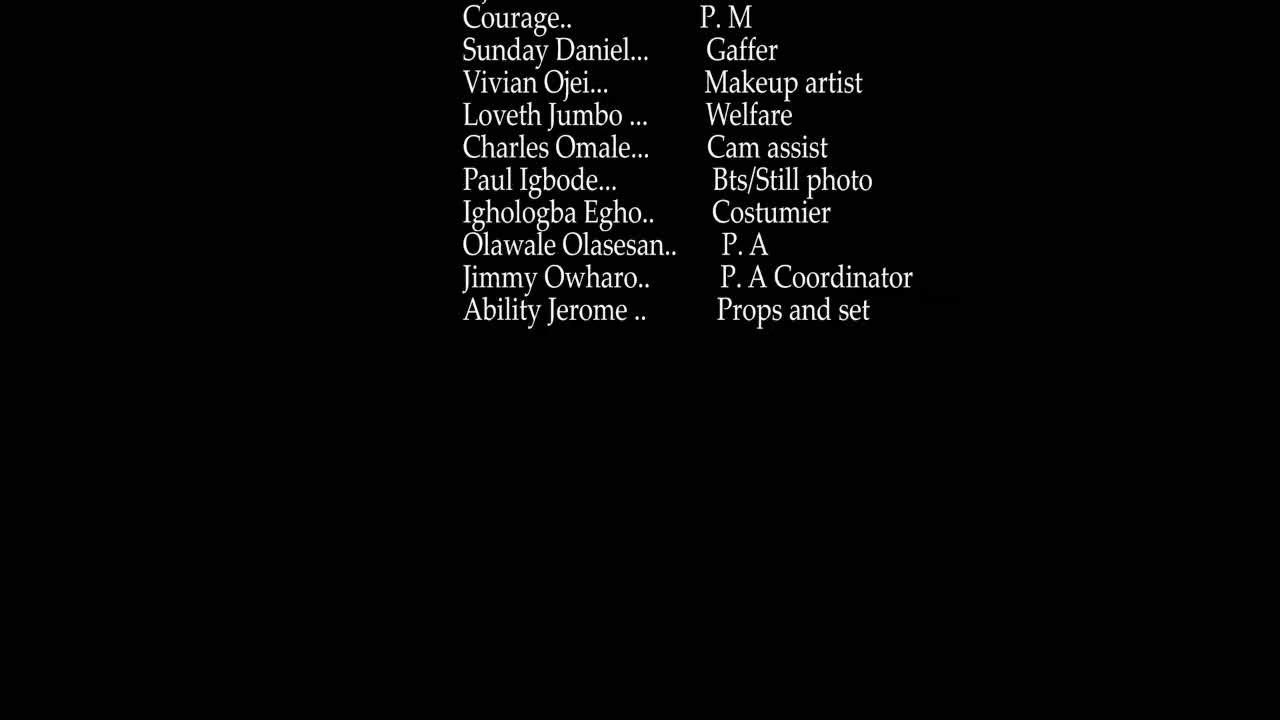 Courage.. P. M
Sunday Daniel... Gaffer
Vivian Ojei... Makeup artist
Loveth Jumbo ... Welfare
Charles Omale... Cam assist
Paul Igbode... Bts/Still photo
Ighologba Egho.. Costumier
Olawale Olasesan.. P. A
Jimmy Owharo.. P. A Coordinator
Ability Jerome .. Props and set